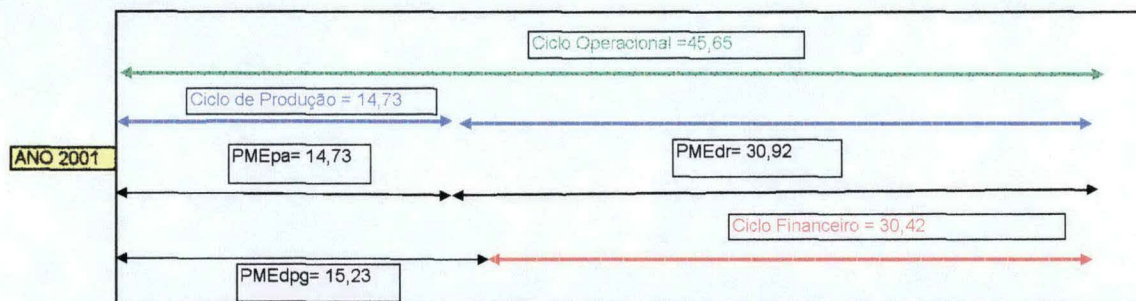 Ciclo Operacional =45,65
Ciclo de Produção = 14,73
ANO 2001
PMEpa= 14,73
PMEdr= 30,92
Ciclo Financeiro = 30,42
PMEdpg= 15,23